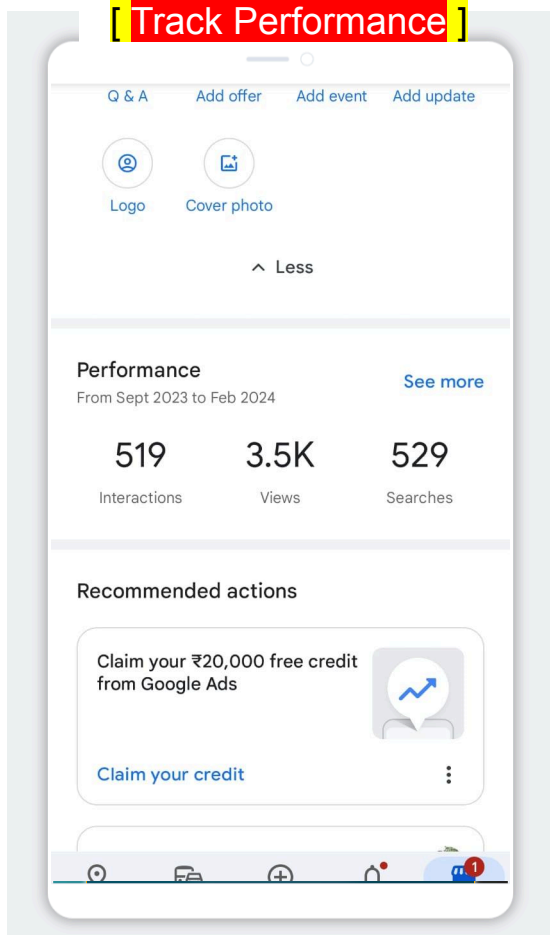 [ Track Performance ]
Q & A Add offer Add event Add update
Logo Cover photo
Less
Performance
See more
From Sept 2023 to Feb 2024
519 3.5K 529
Interactions Views Searches
Recommended actions
Claim your ₹20,000 free credit
from Google Ads
Claim your credit
1